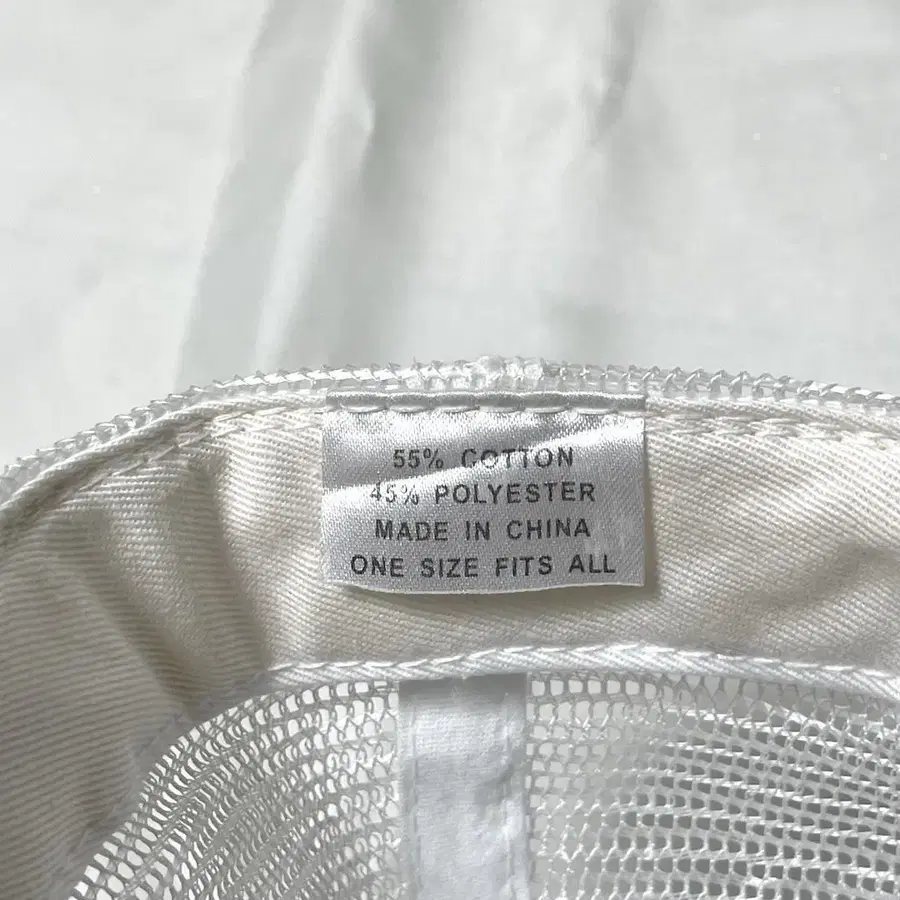 55% COTTON
45% POLYESTER
MADE IN CHINA
ONE SIZE FITS ALL